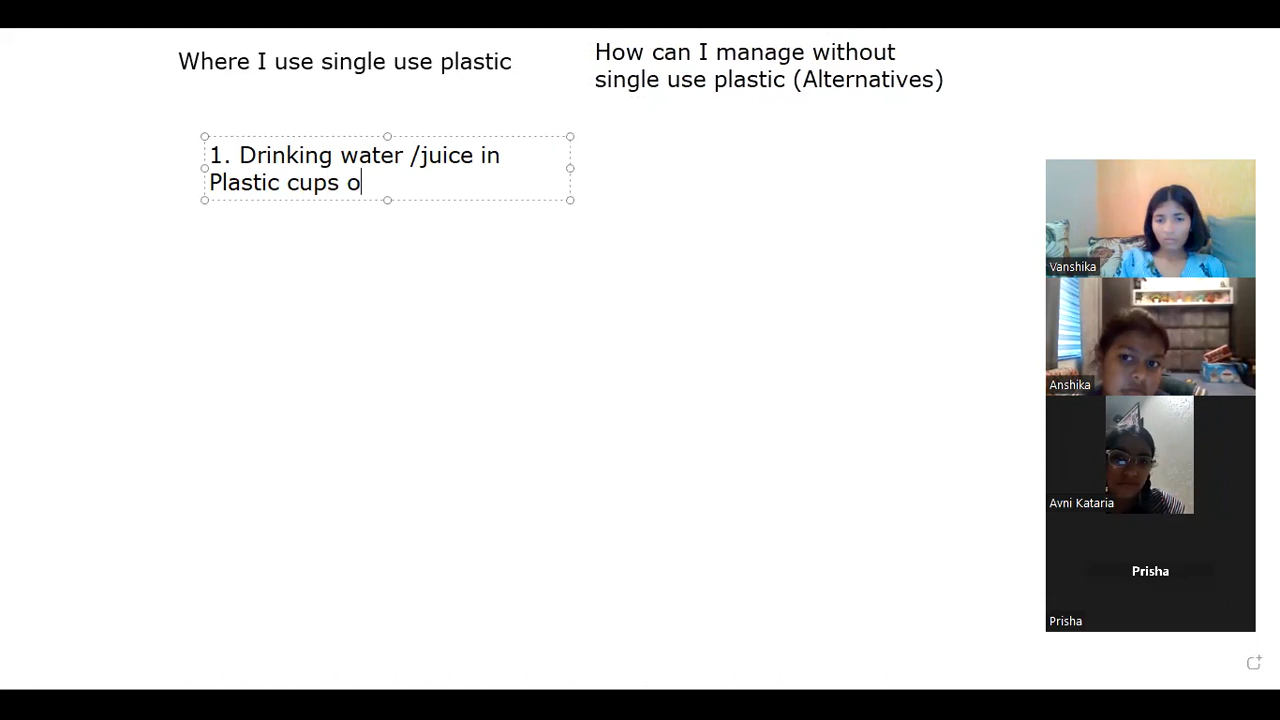 Where I use single use plastic
How can I manage without
single use plastic (Alternatives)
1. Drinking water /juice in
Plastic cups o
Vanshika
Anshika
Avni Kataria
Prisha
Prisha